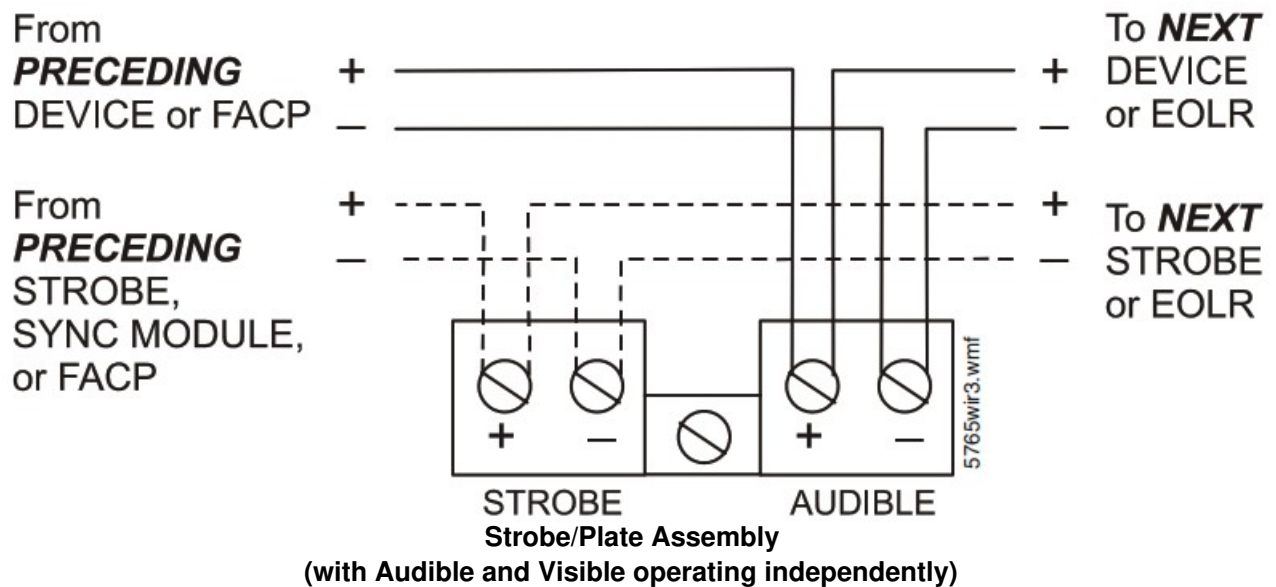 From
PRECEDING
DEVICE or FACP
+
–
To NEXT
DEVICE
or EOLR
+
–
From
PRECEDING
STROBE,
SYNC MODULE,
or FACP
+
–
To NEXT
STROBE
or EOLR
+
–
+ –
+ –
5765wir3.wmf
STROBE
AUDIBLE
Strobe/Plate Assembly
(with Audible and Visible operating independently)